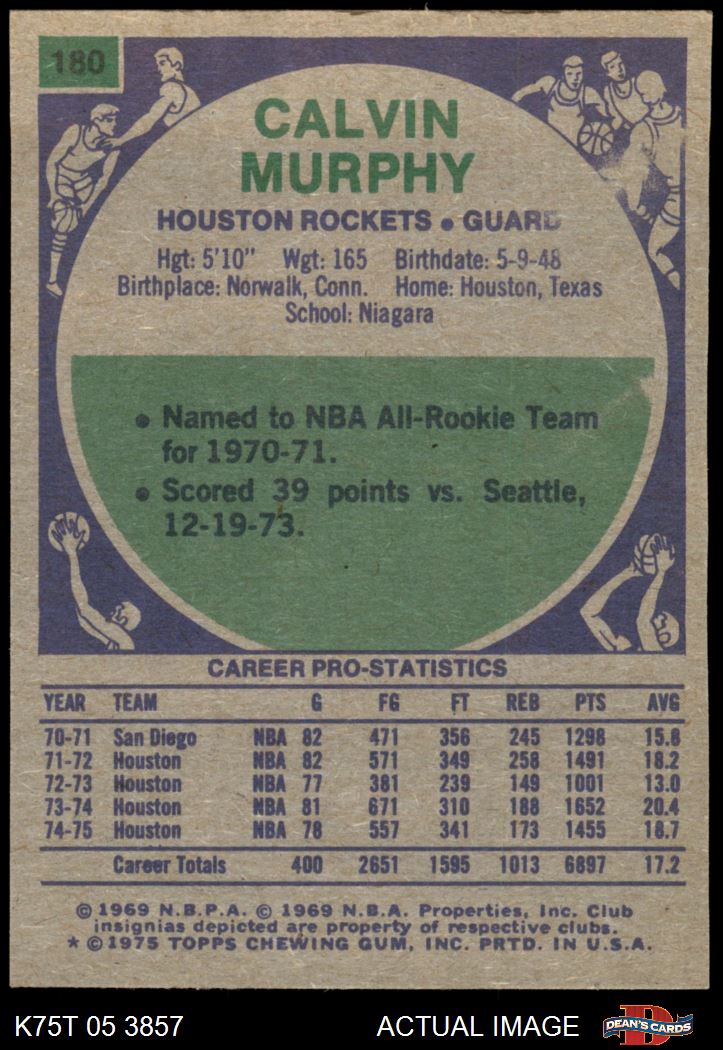 180
CALVIN
MURPHY
HOUSTON ROCKETS • GUARD
Hgt: 5'10" Wgt: 165 Birthdate: 5-9-48
Birthplace: Norwalk, Conn. Home: Houston, Texas
School: Niagara
• Named to NBA All-Rookie Team
for 1970-71.
• Scored 39 points vs. Seattle,
12-19-73.
CAREER PRO-STATISTICS
YEAR TEAM G FG FT REB PTS AVG
70-71 San Diego NBA 82 471 356 245 1298 15.8
71-72 Houston NBA 82 571 349 258 1491 18.2
72-73 Houston NBA 77 381 239 149 1001 13.0
73-74 Houston NBA 81 671 310 188 1652 20.4
74-75 Houston NBA 78 557 341 173 1455 18.7
Career Totals 400 2651 1595 1013 6897 17.2
© 1969 N.B.P.A. © 1969 N.B.A. Properties, Inc. Club
insignias depicted are property of respective clubs.
* © 1975 TOPPS CHEWING GUM, INC. PRTD. IN U.S.A.
K75T 05 3857 ACTUAL IMAGE
D
DEAN'S CARDS